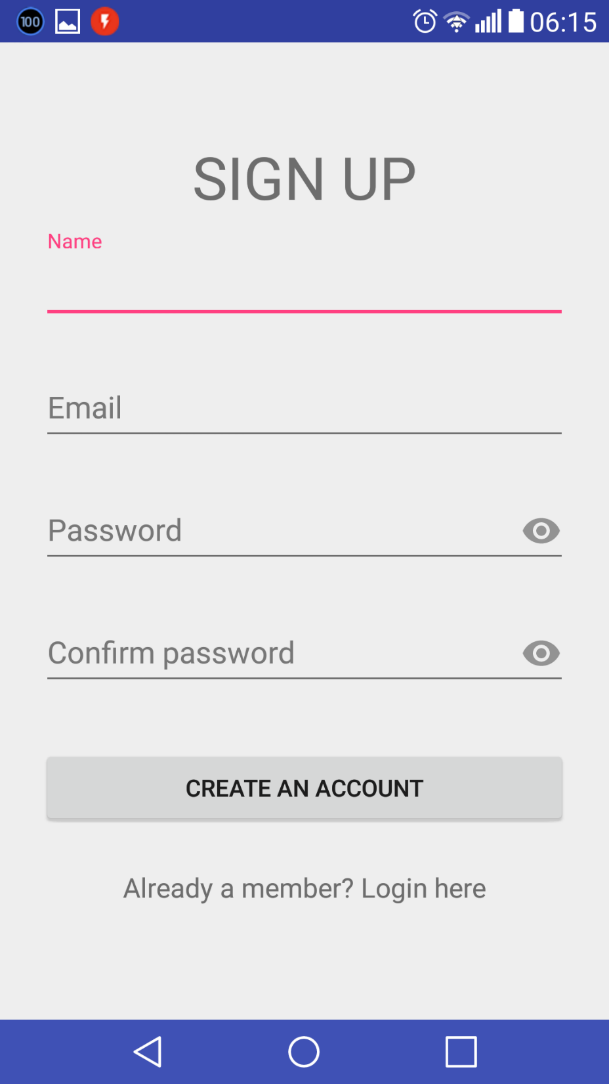 100
06:15
SIGN UP
Name
Email
Password
Confirm password
CREATE AN ACCOUNT
Already a member? Login here